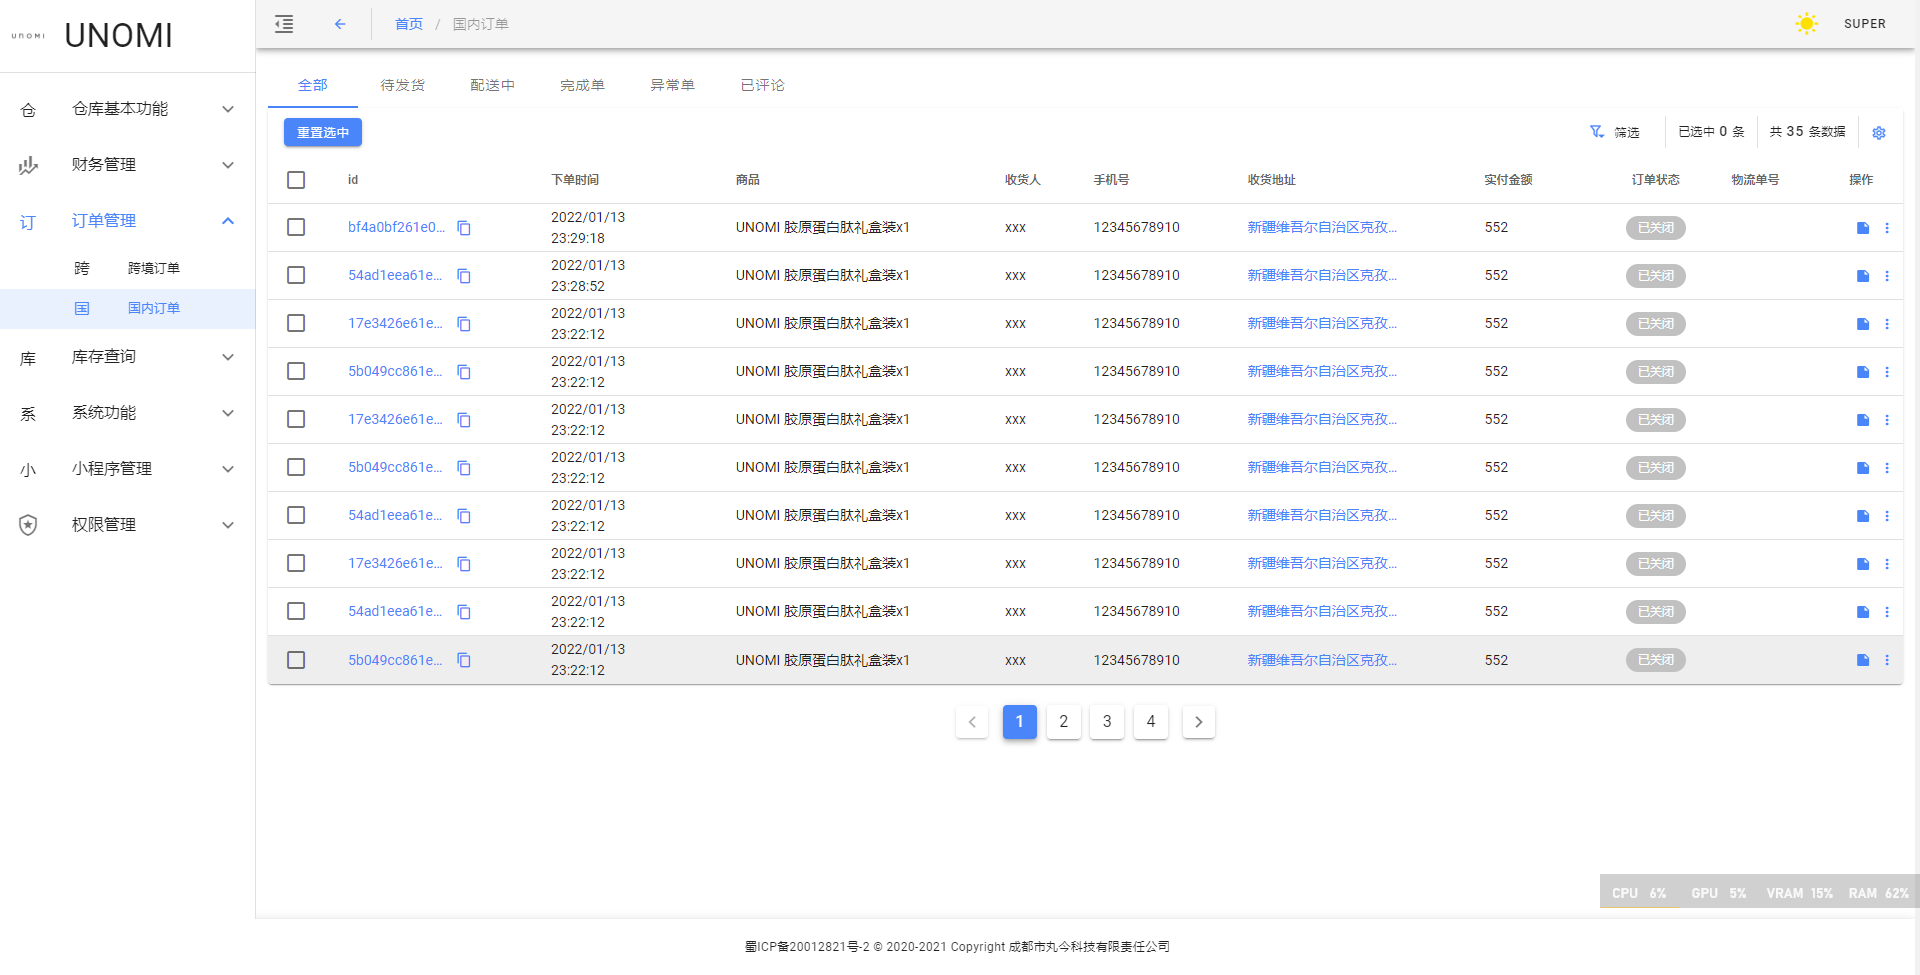 UNOMI UNOMI
首页 / 国内订单
SUPER
仓 仓库基本功能
财务管理
订 订单管理
跨 跨境订单
国 国内订单
库 库存查询
系 系统功能
小 小程序管理
权限管理
全部 待发货 配送中 完成单 异常单 已评论
重置选中
筛选 已选中 0 条 共 35 条数据
id 下单时间 商品 收货人 手机号 收货地址 实付金额 订单状态 物流单号 操作
bf4a0bf261e0... 2022/01/13 23:29:18 UNOMI 胶原蛋白肽礼盒装x1 xxx 12345678910 新疆维吾尔自治区克孜... 552 已关闭
54ad1eea61e... 2022/01/13 23:28:52 UNOMI 胶原蛋白肽礼盒装x1 xxx 12345678910 新疆维吾尔自治区克孜... 552 已关闭
17e3426e61e... 2022/01/13 23:22:12 UNOMI 胶原蛋白肽礼盒装x1 xxx 12345678910 新疆维吾尔自治区克孜... 552 已关闭
5b049cc861e... 2022/01/13 23:22:12 UNOMI 胶原蛋白肽礼盒装x1 xxx 12345678910 新疆维吾尔自治区克孜... 552 已关闭
17e3426e61e... 2022/01/13 23:22:12 UNOMI 胶原蛋白肽礼盒装x1 xxx 12345678910 新疆维吾尔自治区克孜... 552 已关闭
5b049cc861e... 2022/01/13 23:22:12 UNOMI 胶原蛋白肽礼盒装x1 xxx 12345678910 新疆维吾尔自治区克孜... 552 已关闭
54ad1eea61e... 2022/01/13 23:22:12 UNOMI 胶原蛋白肽礼盒装x1 xxx 12345678910 新疆维吾尔自治区克孜... 552 已关闭
17e3426e61e... 2022/01/13 23:22:12 UNOMI 胶原蛋白肽礼盒装x1 xxx 12345678910 新疆维吾尔自治区克孜... 552 已关闭
54ad1eea61e... 2022/01/13 23:22:12 UNOMI 胶原蛋白肽礼盒装x1 xxx 12345678910 新疆维吾尔自治区克孜... 552 已关闭
5b049cc861e... 2022/01/13 23:22:12 UNOMI 胶原蛋白肽礼盒装x1 xxx 12345678910 新疆维吾尔自治区克孜... 552 已关闭
1 2 3 4
CPU 6% GPU 5% VRAM 15% RAM 62%
蜀ICP备20012821号-2 © 2020-2021 Copyright 成都市丸今科技有限责任公司